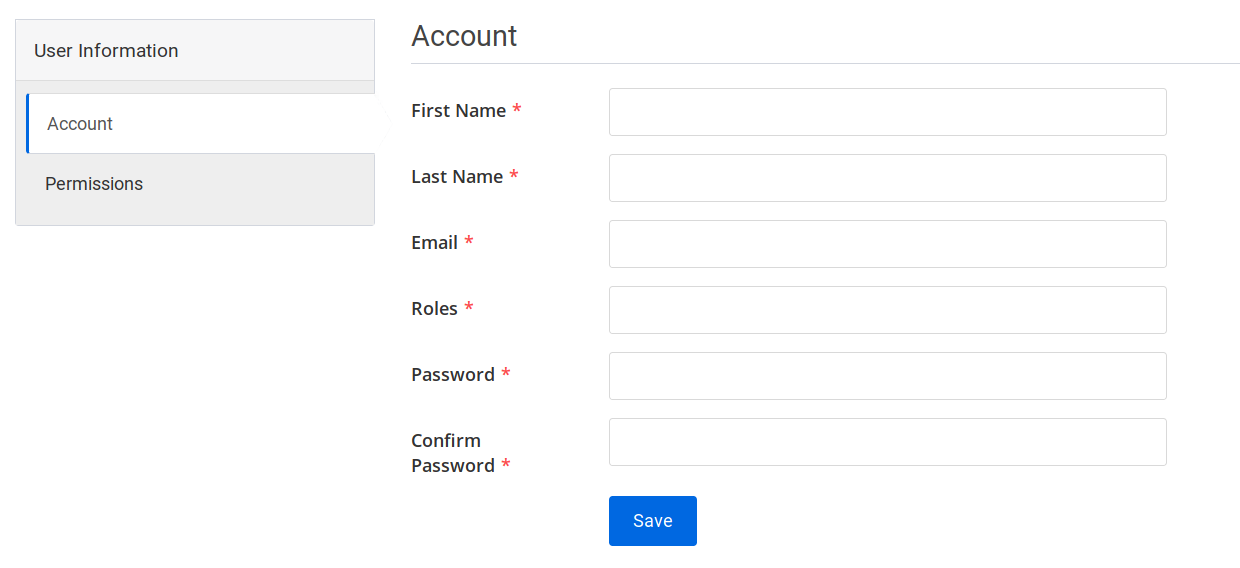 User Information
Account
Permissions
Account
First Name *
Last Name *
Email *
Roles *
Password *
Confirm
Password *
Save